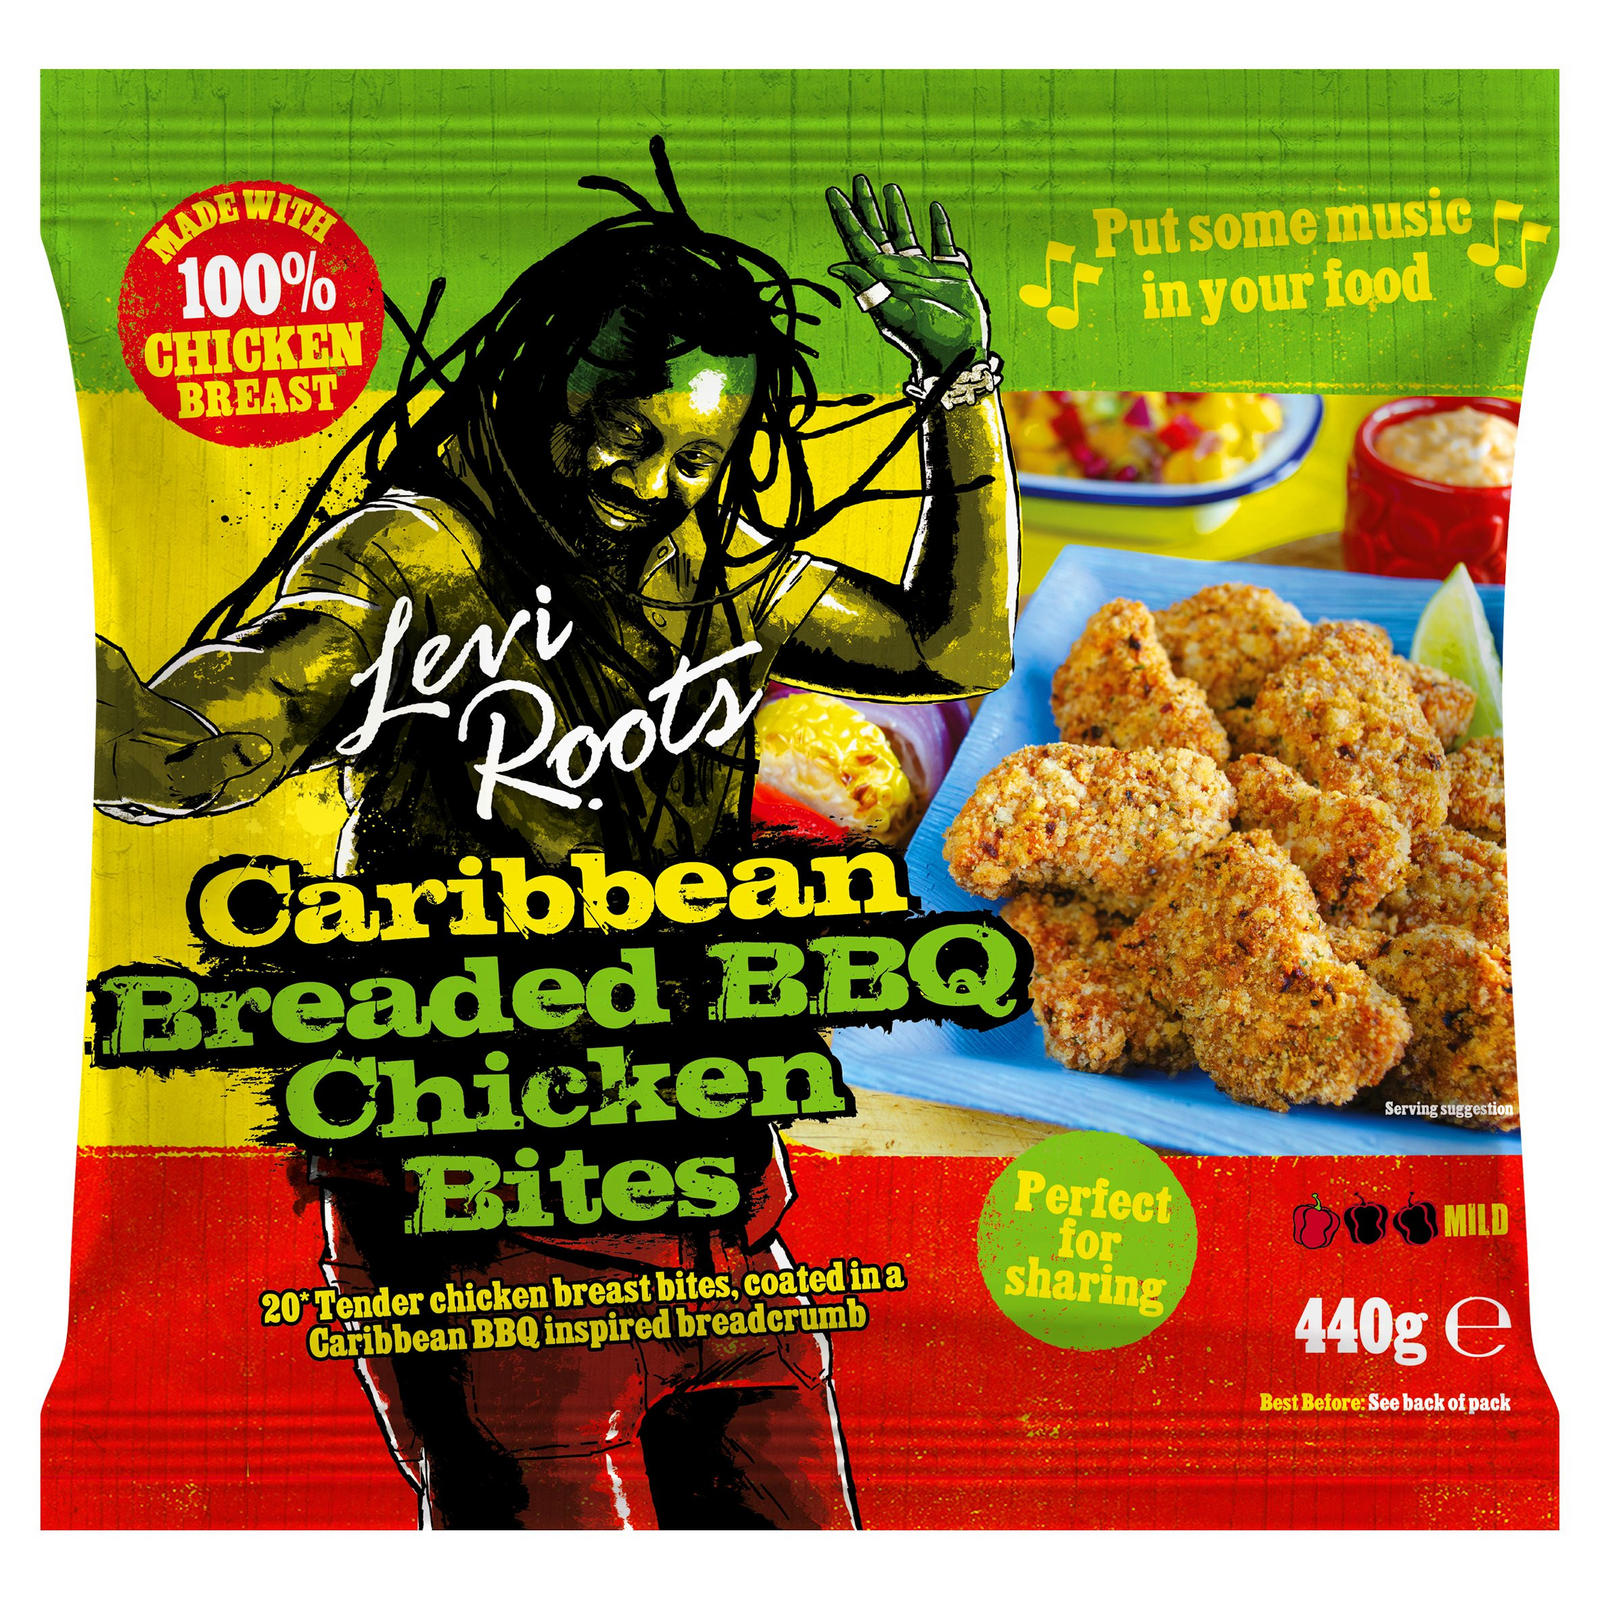 MADE WITH
100%
CHICKEN
BREAST
Put some music
in your food
Levi
Roots
Caribbean
Breaded BBQ
Chicken
Bites
20* Tender chicken breast bites, coated in a
Caribbean BBQ inspired breadcrumb
Serving suggestion
Perfect
for
sharing
MILD
440g ℮
Best Before: See back of pack